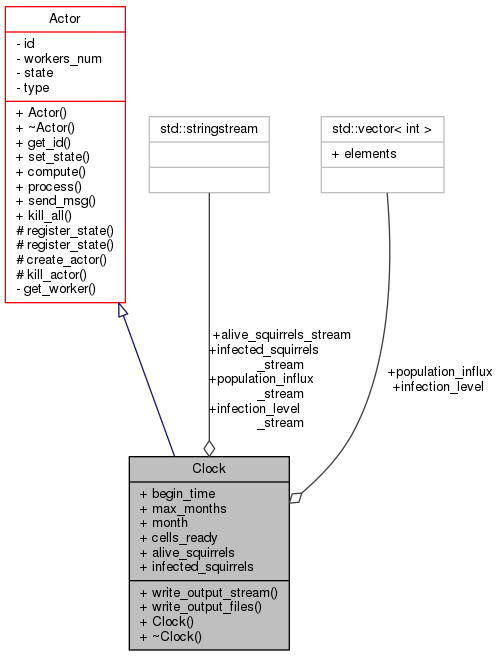 Actor
- id
- workers_num
- state
- type
+ Actor()
+ ~Actor()
+ get_id()
+ set_state()
+ compute()
+ process()
+ send_msg()
+ kill_all()
# register_state()
# register_state()
# create_actor()
# kill_actor()
- get_worker()
std::stringstream
std::vector< int >
+ elements
+alive_squirrels_stream
+infected_squirrels
_stream
+population_influx
_stream
+infection_level
_stream
+population_influx
+infection_level
Clock
+ begin_time
+ max_months
+ month
+ cells_ready
+ alive_squirrels
+ infected_squirrels
+ write_output_stream()
+ write_output_files()
+ Clock()
+ ~Clock()